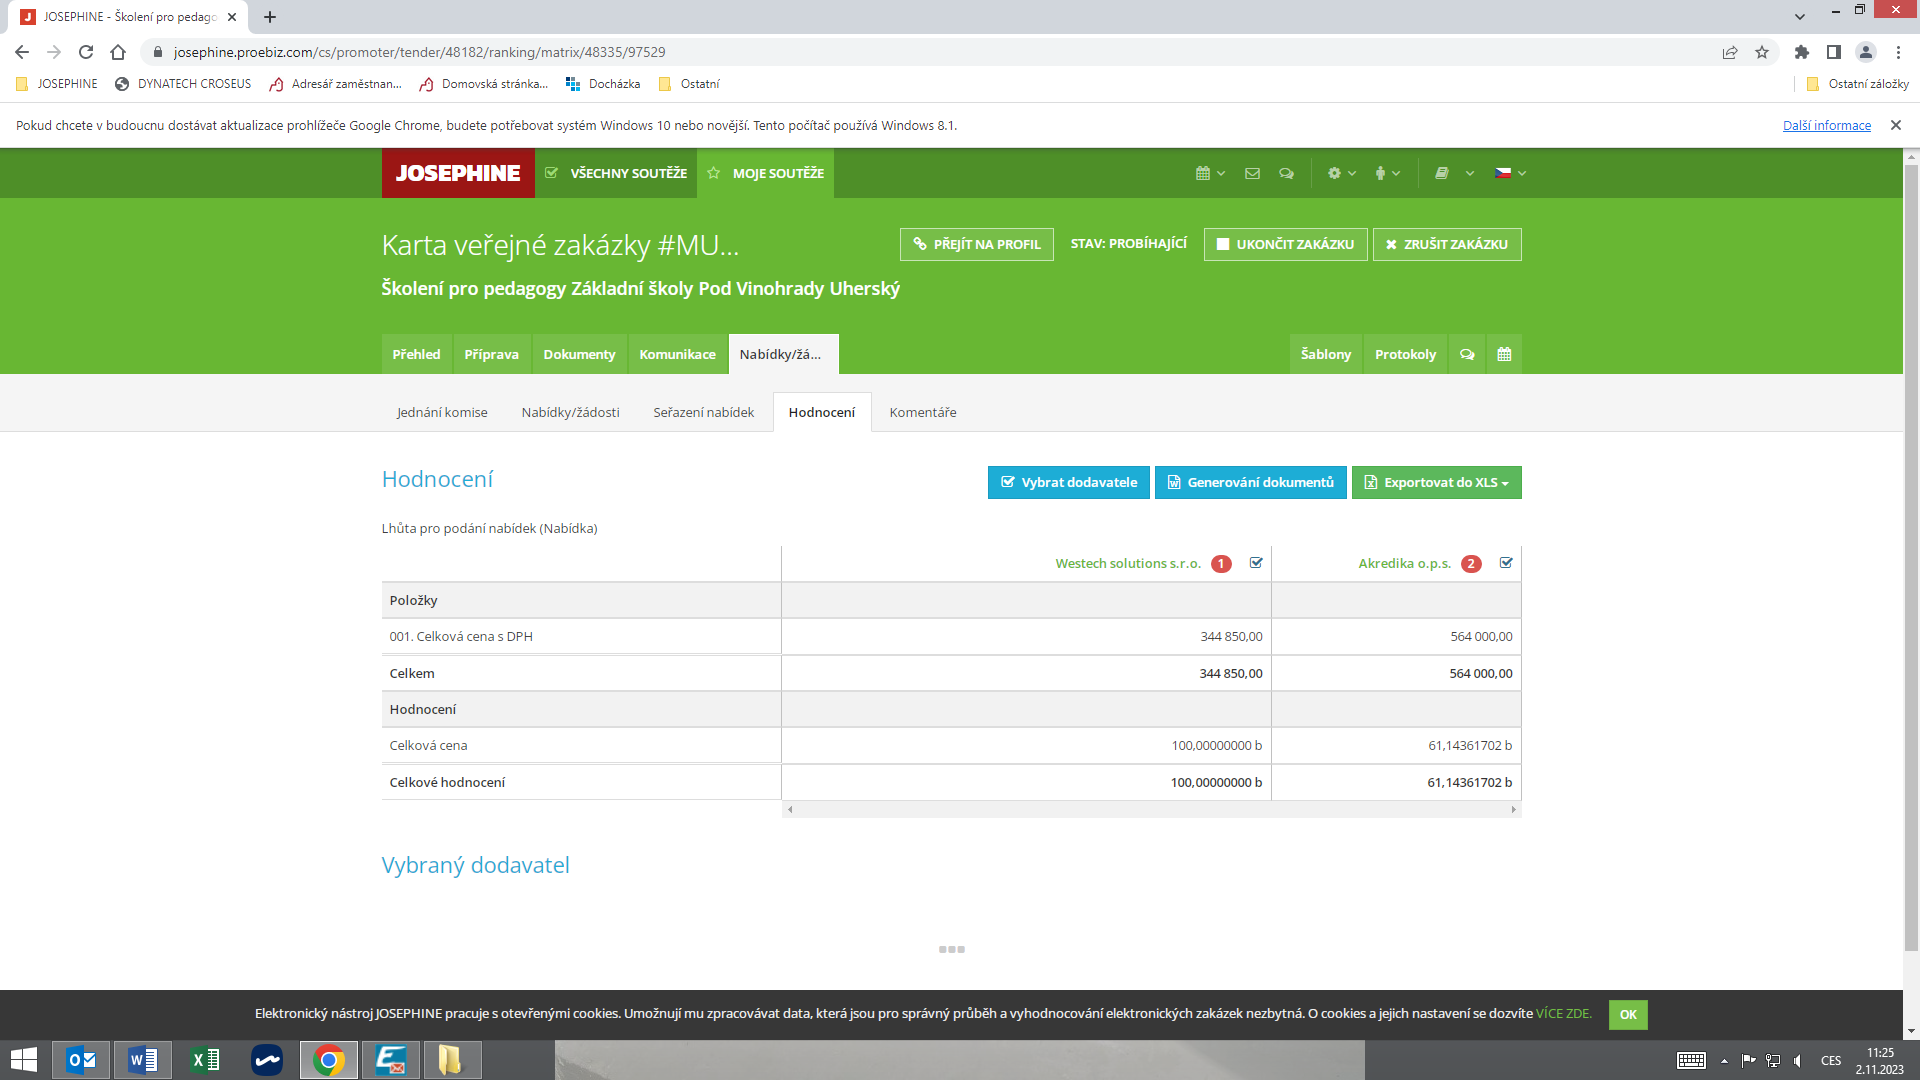 JOSEPHINE - Školení pro pedago
josephine.proebiz.com/cs/promoter/tender/48182/ranking/matrix/48335/97529
JOSEPHINE DYNATECH CROSEUS Adresář zaměstnan... Domovská stránka... Docházka Ostatní Ostatní záložky
Pokud chcete v budoucnu dostávat aktualizace prohlížeče Google Chrome, budete potřebovat systém Windows 10 nebo novější. Tento počítač používá Windows 8.1. Další informace
JOSEPHINE VŠECHNY SOUTĚŽE MOJE SOUTĚŽE
Karta veřejné zakázky #MU... PŘEJÍT NA PROFIL STAV: PROBÍHAJÍCÍ UKONČIT ZAKÁZKU ZRUŠIT ZAKÁZKU
Školení pro pedagogy Základní školy Pod Vinohrady Uherský
Přehled Příprava Dokumenty Komunikace Nabídky/žá... Šablony Protokoly
Jednání komise Nabídky/žádosti Seřazení nabídek Hodnocení Komentáře
Hodnocení Vybrat dodavatele Generování dokumentů Exportovat do XLS
Lhůta pro podání nabídek (Nabídka)
Westech solutions s.r.o. 1 Akredika o.p.s. 2
Položky
001. Celková cena s DPH 344 850,00 564 000,00
Celkem 344 850,00 564 000,00
Hodnocení
Celková cena 100,00000000 b 61,14361702 b
Celkové hodnocení 100,00000000 b 61,14361702 b
Vybraný dodavatel
Elektronický nástroj JOSEPHINE pracuje s otevřenými cookies. Umožnují mu zpracovávat data, která jsou pro správný průběh a vyhodnocování elektronických zakázek nezbytná. O cookies a jejich nastavení se dozvíte VÍCE ZDE. OK
CES 11:25
2.11.2023